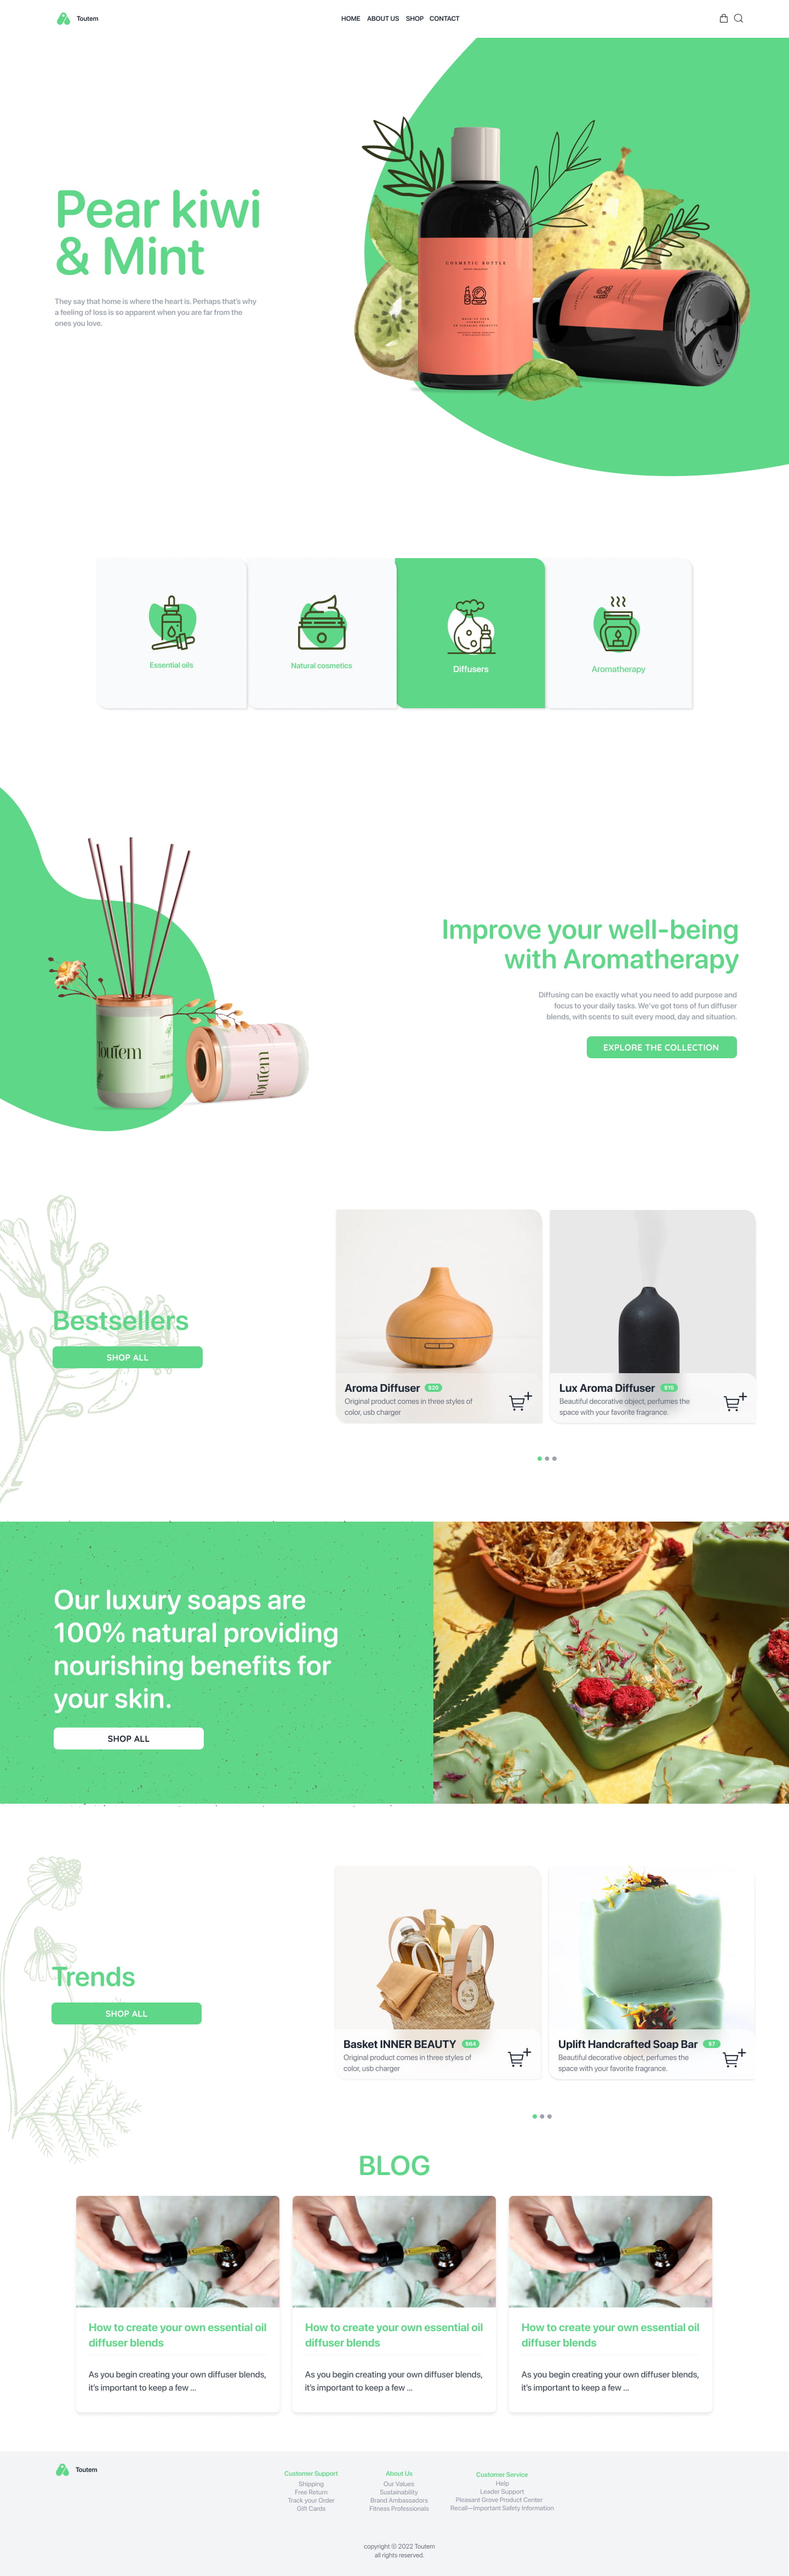 Toutem
HOME ABOUT US SHOP CONTACT
Pear kiwi
& Mint
They say that home is where the heart is. Perhaps that's why
a feeling of loss is so apparent when you are far from the
ones you love.
COSMETIC BOTTLE
Essential oils
Natural cosmetics
Diffusers
Aromatherapy
Improve your well-being
with Aromatherapy
Diffusing can be exactly what you need to add purpose and
focus to your daily tasks. We've got tons of fun diffuser
blends, with scents to suit every mood, day and situation.
EXPLORE THE COLLECTION
Toutem
Toutem
Bestsellers
SHOP ALL
Aroma Diffuser $20
Original product comes in three styles of
color, usb charger
Lux Aroma Diffuser $15
Beautiful decorative object, perfumes the
space with your favorite fragrance.
Our luxury soaps are
100% natural providing
nourishing benefits for
your skin.
SHOP ALL
Trends
SHOP ALL
Basket INNER BEAUTY $64
Original product comes in three styles of
color, usb charger
Uplift Handcrafted Soap Bar $7
Beautiful decorative object, perfumes the
space with your favorite fragrance.
BLOG
How to create your own essential oil
diffuser blends
As you begin creating your own diffuser blends,
it's important to keep a few ...
How to create your own essential oil
diffuser blends
As you begin creating your own diffuser blends,
it's important to keep a few ...
How to create your own essential oil
diffuser blends
As you begin creating your own diffuser blends,
it's important to keep a few ...
Toutem
Customer Support
Shipping
Free Return
Track your Order
Gift Cards
About Us
Our Values
Sustainability
Brand Ambassadors
Fitness Professionals
Customer Service
Help
Leader Support
Pleasant Grove Product Center
Recall—Important Safety Information
copyright © 2022 Toutem
all rights reserved.